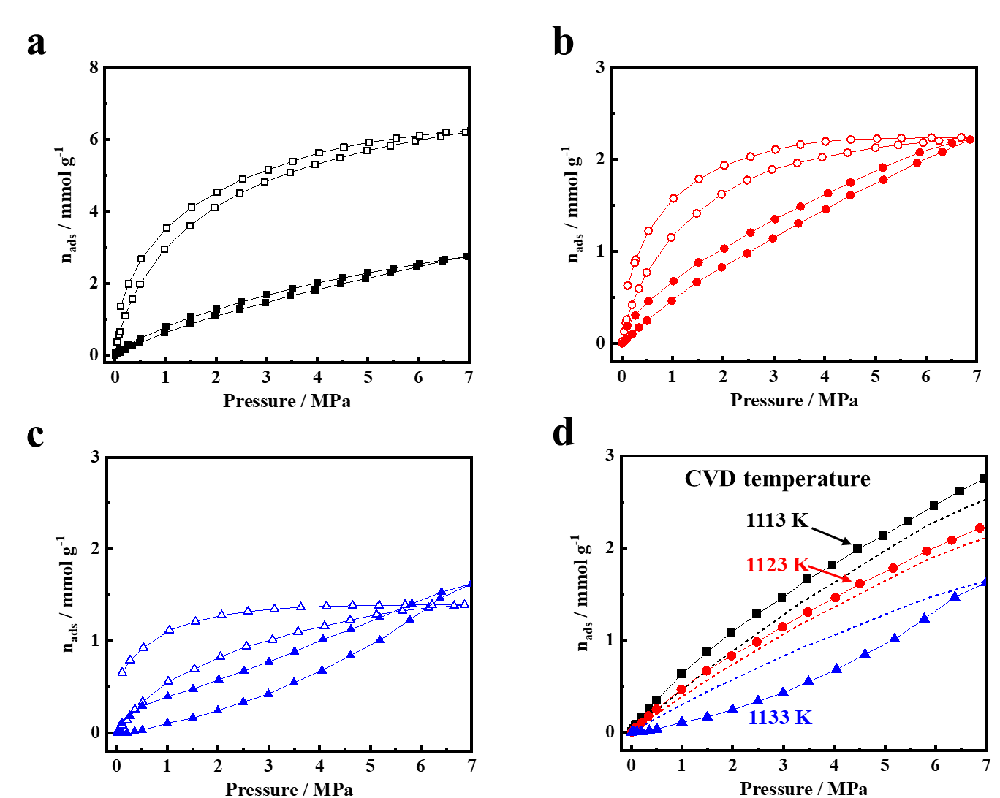 a
8
6
4
2
0
n_ads / mmol g^-1
0 1 2 3 4 5 6 7
Pressure / MPa
b
3
2
1
0
n_ads / mmol g^-1
0 1 2 3 4 5 6 7
Pressure / MPa
c
3
2
1
0
n_ads / mmol g^-1
0 1 2 3 4 5 6 7
Pressure / MPa
d
3
2
1
0
n_ads / mmol g^-1
CVD temperature
1113 K
1123 K
1133 K
0 1 2 3 4 5 6 7
Pressure / MPa